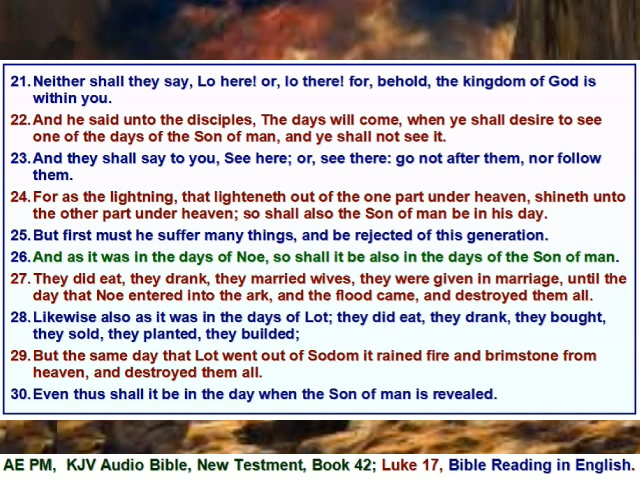 21. Neither shall they say, Lo here! or, lo there! for, behold, the kingdom of God is
within you.
22. And he said unto the disciples, The days will come, when ye shall desire to see
one of the days of the Son of man, and ye shall not see it.
23. And they shall say to you, See here; or, see there: go not after them, nor follow
them.
24. For as the lightning, that lighteneth out of the one part under heaven, shineth unto
the other part under heaven; so shall also the Son of man be in his day.
25. But first must he suffer many things, and be rejected of this generation.
26. And as it was in the days of Noe, so shall it be also in the days of the Son of man.
27. They did eat, they drank, they married wives, they were given in marriage, until the
day that Noe entered into the ark, and the flood came, and destroyed them all.
28. Likewise also as it was in the days of Lot; they did eat, they drank, they bought,
they sold, they planted, they builded;
29. But the same day that Lot went out of Sodom it rained fire and brimstone from
heaven, and destroyed them all.
30. Even thus shall it be in the day when the Son of man is revealed.
AE PM, KJV Audio Bible, New Testment, Book 42; Luke 17, Bible Reading in English.